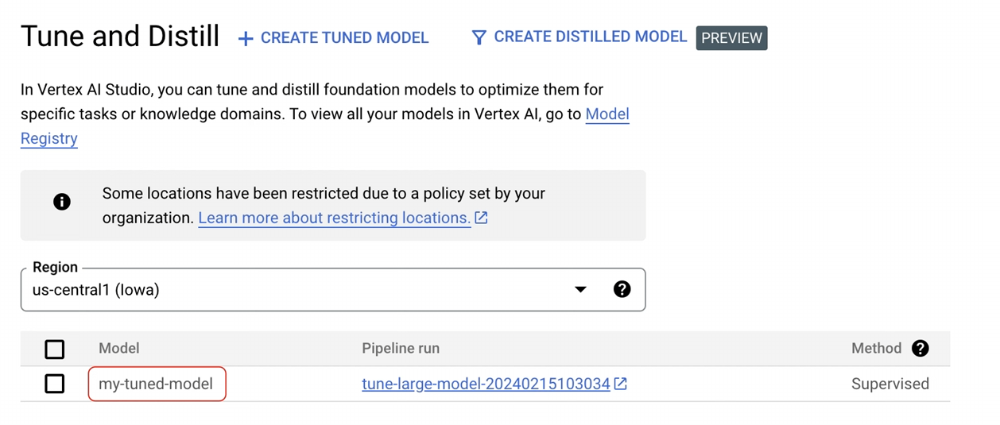 Tune and Distill + CREATE TUNED MODEL CREATE DISTILLED MODEL PREVIEW
In Vertex AI Studio, you can tune and distill foundation models to optimize them for
specific tasks or knowledge domains. To view all your models in Vertex AI, go to Model
Registry
Some locations have been restricted due to a policy set by your
organization. Learn more about restricting locations.
Region
us-central1 (Iowa)
Model Pipeline run Method
my-tuned-model tune-large-model-20240215103034 Supervised